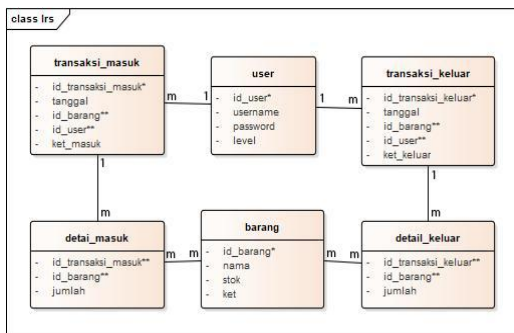 class lrs
transaksi_masuk
- id_transaksi_masuk*
- tanggal
- id_barang**
- id_user**
- ket_masuk
user
- id_user*
- username
- password
- level
transaksi_keluar
- id_transaksi_keluar*
- tanggal
- id_barang**
- id_user**
- ket_keluar
m 1
1 m
1
m
1
m
detai_masuk
- id_transaksi_masuk**
- id_barang**
- jumlah
barang
- id_barang*
- nama
- stok
- ket
detail_keluar
- id_transaksi_keluar**
- id_barang**
- jumlah
m m
m m